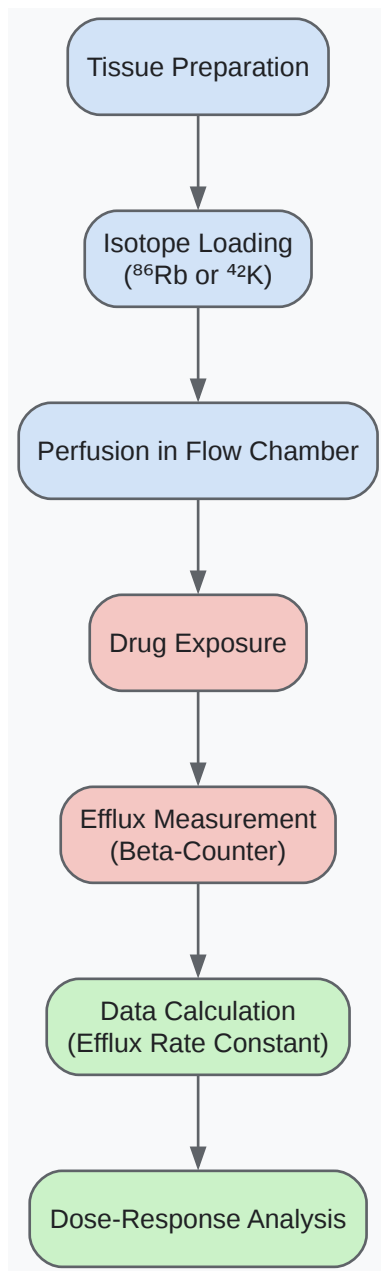 Tissue Preparation
Isotope Loading
(⁸⁶Rb or ⁴²K)
Perfusion in Flow Chamber
Drug Exposure
Efflux Measurement
(Beta-Counter)
Data Calculation
(Efflux Rate Constant)
Dose-Response Analysis